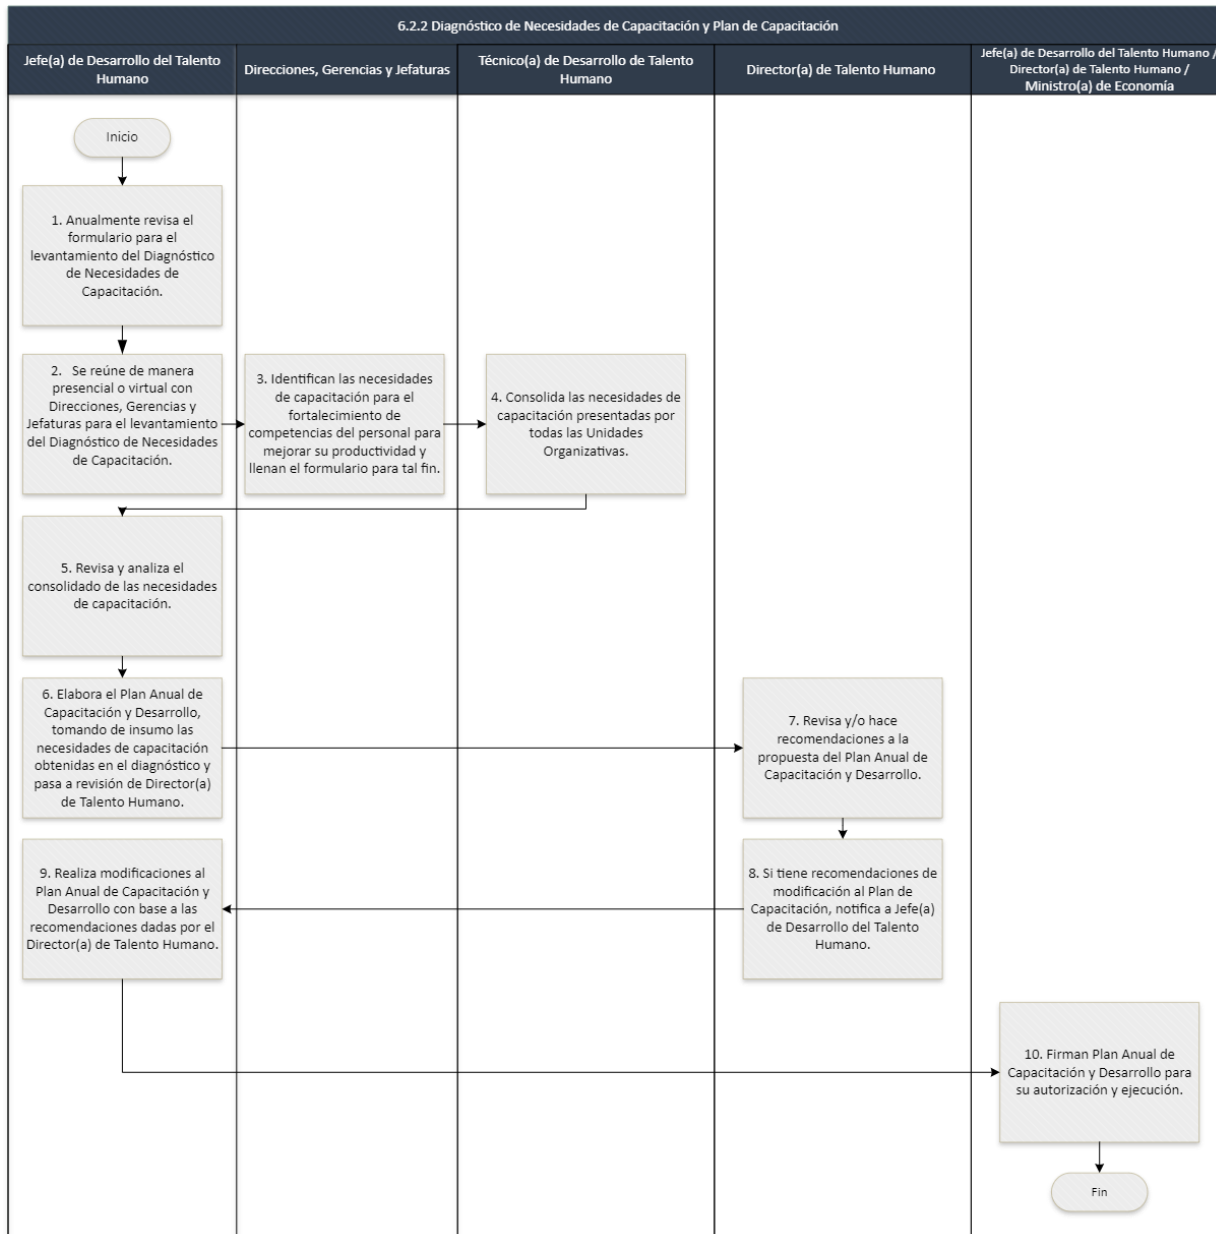 6.2.2 Diagnóstico de Necesidades de Capacitación y Plan de Capacitación
Jefe(a) de Desarrollo del Talento
Humano
Direcciones, Gerencias y Jefaturas
Técnico(a) de Desarrollo de Talento
Humano
Director(a) de Talento Humano
Jefe(a) de Desarrollo del Talento Humano /
Director(a) de Talento Humano /
Ministro(a) de Economía
Inicio
1. Anualmente revisa el
formulario para el
levantamiento del Diagnóstico
de Necesidades de
Capacitación.
2. Se reúne de manera
presencial o virtual con
Direcciones, Gerencias y
Jefaturas para el levantamiento
del Diagnóstico de Necesidades
de Capacitación.
3. Identifican las necesidades
de capacitación para el
fortalecimiento de
competencias del personal para
mejorar su productividad y
llenan el formulario para tal fin.
4. Consolida las necesidades de
capacitación presentadas por
todas las Unidades
Organizativas.
5. Revisa y analiza el
consolidado de las necesidades
de capacitación.
6. Elabora el Plan Anual de
Capacitación y Desarrollo,
tomando de insumo las
necesidades de capacitación
obtenidas en el diagnóstico y
pasa a revisión de Director(a)
de Talento Humano.
7. Revisa y/o hace
recomendaciones a la
propuesta del Plan Anual de
Capacitación y Desarrollo.
8. Si tiene recomendaciones de
modificación al Plan de
Capacitación, notifica a Jefe(a)
de Desarrollo del Talento
Humano.
9. Realiza modificaciones al
Plan Anual de Capacitación y
Desarrollo con base a las
recomendaciones dadas por el
Director(a) de Talento Humano.
10. Firman Plan Anual de
Capacitación y Desarrollo para
su autorización y ejecución.
Fin